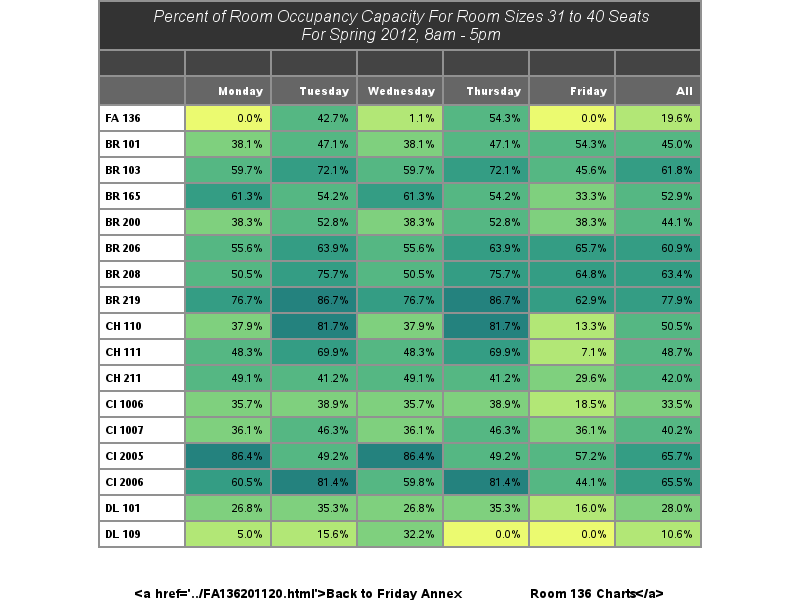 Percent of Room Occupancy Capacity For Room Sizes 31 to 40 Seats
For Spring 2012, 8am - 5pm
Monday Tuesday Wednesday Thursday Friday All
FA 136 0.0% 42.7% 1.1% 54.3% 0.0% 19.6%
BR 101 38.1% 47.1% 38.1% 47.1% 54.3% 45.0%
BR 103 59.7% 72.1% 59.7% 72.1% 45.6% 61.8%
BR 165 61.3% 54.2% 61.3% 54.2% 33.3% 52.9%
BR 200 38.3% 52.8% 38.3% 52.8% 38.3% 44.1%
BR 206 55.6% 63.9% 55.6% 63.9% 65.7% 60.9%
BR 208 50.5% 75.7% 50.5% 75.7% 64.8% 63.4%
BR 219 76.7% 86.7% 76.7% 86.7% 62.9% 77.9%
CH 110 37.9% 81.7% 37.9% 81.7% 13.3% 50.5%
CH 111 48.3% 69.9% 48.3% 69.9% 7.1% 48.7%
CH 211 49.1% 41.2% 49.1% 41.2% 29.6% 42.0%
CI 1006 35.7% 38.9% 35.7% 38.9% 18.5% 33.5%
CI 1007 36.1% 46.3% 36.1% 46.3% 36.1% 40.2%
CI 2005 86.4% 49.2% 86.4% 49.2% 57.2% 65.7%
CI 2006 60.5% 81.4% 59.8% 81.4% 44.1% 65.5%
DL 101 26.8% 35.3% 26.8% 35.3% 16.0% 28.0%
DL 109 5.0% 15.6% 32.2% 0.0% 0.0% 10.6%
<a href='../FA136201120.html'>Back to Friday Annex Room 136 Charts</a>